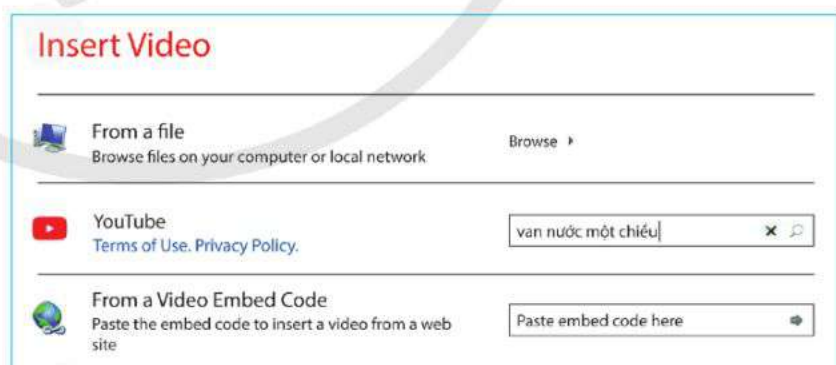 Insert Video
From a file
Browse files on your computer or local network
Browse
YouTube
Terms of Use. Privacy Policy.
van nước một chiều
From a Video Embed Code
Paste the embed code to insert a video from a web
site
Paste embed code here